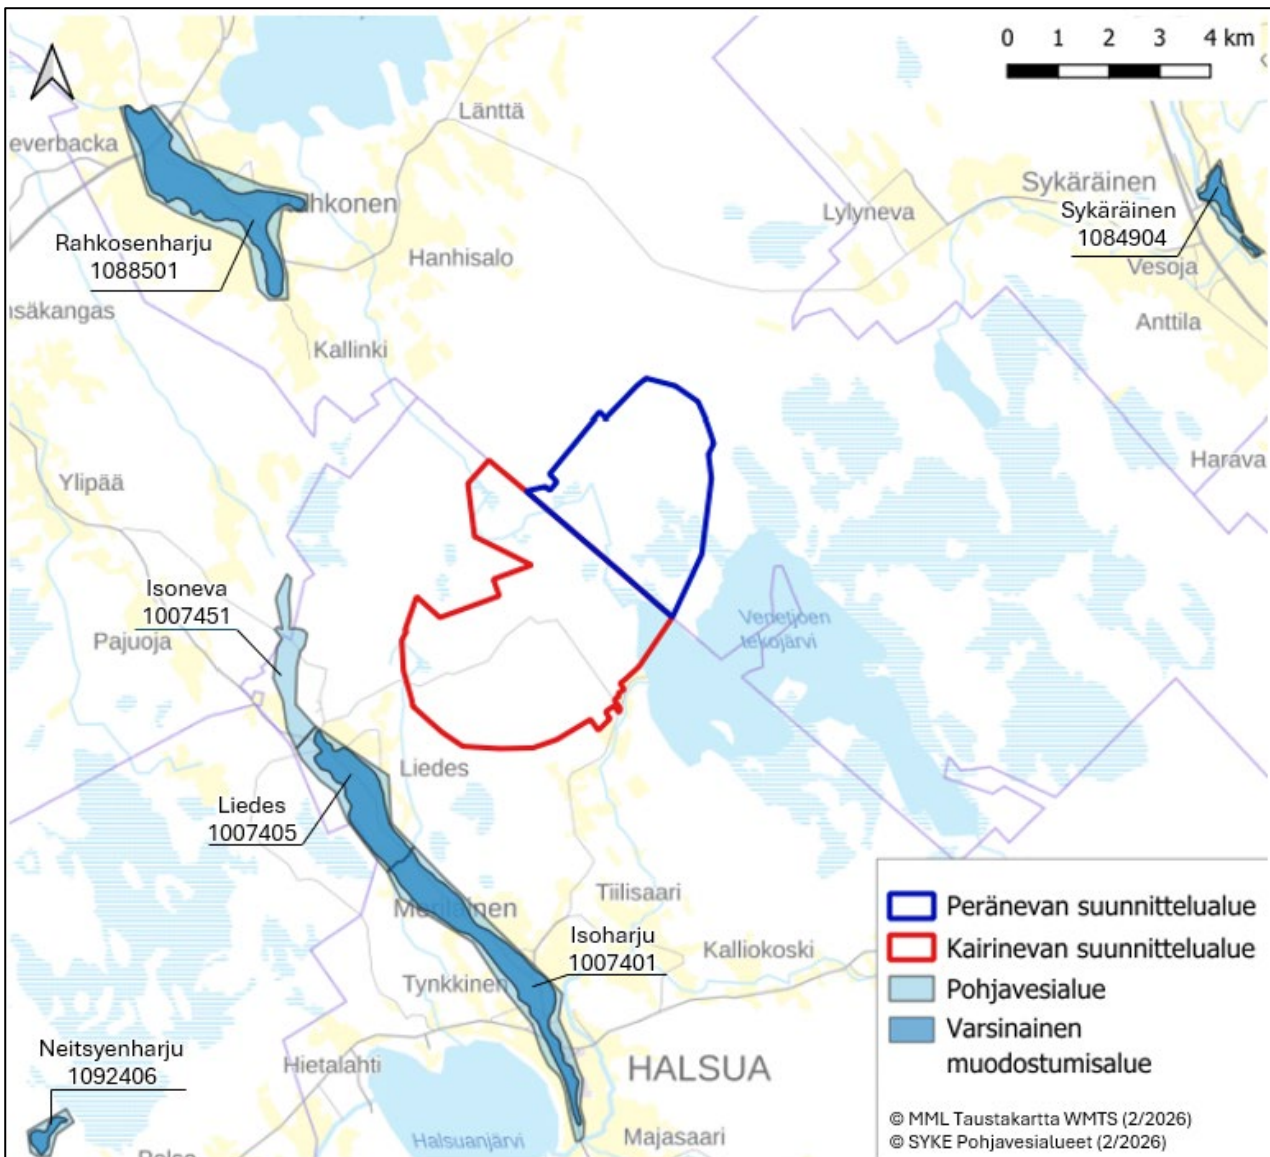 0 1 2 3 4 km
Länttä
everbacka
Sykäräinen
Sykäräinen
1084904
hkonen
Lylyneva
Rahkosenharju
1088501
Hanhisalo
Vesoja
nsäkangas
Anttila
Kallinki
Harava
Ylipää
Isoneva
1007451
Pajuoja
Venetjoen
tekojärvi
Liedes
Liedes
1007405
Tiilisaari
Isoharju
1007401
Kalliokoski
Tynkkinen
Neitsyenharju
1092406
Hietalahti
HALSUA
Halsuanjärvi
Majasaari
Peränevan suunnittelualue
Kairinevan suunnittelualue
Pohjavesialue
Varsinainen
muodostumisalue
© MML Taustakartta WMTS (2/2026)
© SYKE Pohjavesialueet (2/2026)